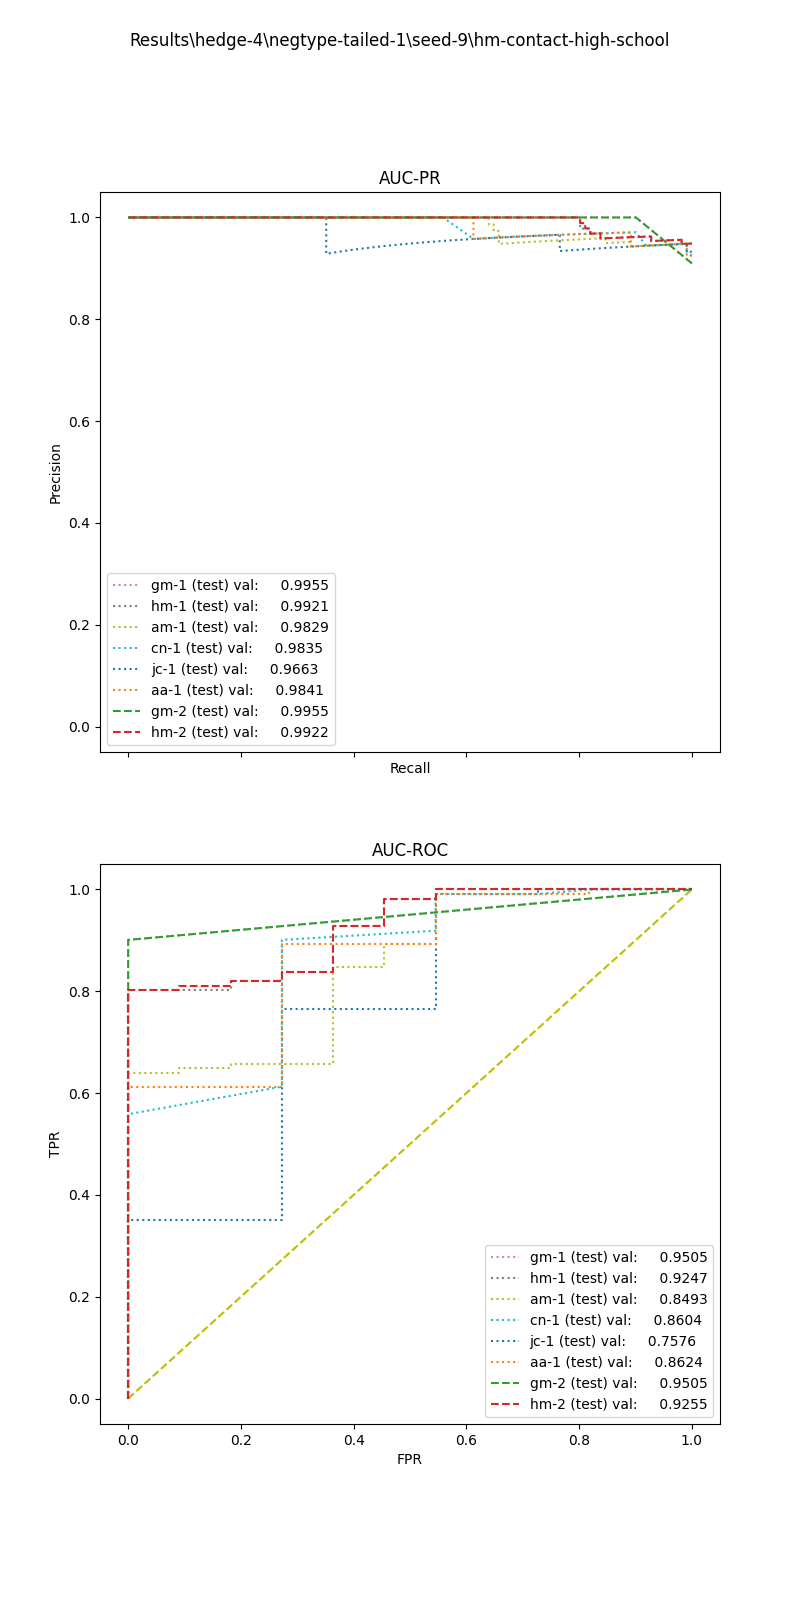 Results\hedge-4\negtype-tailed-1\seed-9\hm-contact-high-school
AUC-PR
1.0
0.8
0.6
0.4
0.2
0.0
Precision
gm-1 (test) val: 0.9955
hm-1 (test) val: 0.9921
am-1 (test) val: 0.9829
cn-1 (test) val: 0.9835
jc-1 (test) val: 0.9663
aa-1 (test) val: 0.9841
gm-2 (test) val: 0.9955
hm-2 (test) val: 0.9922
Recall
AUC-ROC
1.0
0.8
0.6
0.4
0.2
0.0
TPR
gm-1 (test) val: 0.9505
hm-1 (test) val: 0.9247
am-1 (test) val: 0.8493
cn-1 (test) val: 0.8604
jc-1 (test) val: 0.7576
aa-1 (test) val: 0.8624
gm-2 (test) val: 0.9505
hm-2 (test) val: 0.9255
0.0 0.2 0.4 0.6 0.8 1.0
FPR